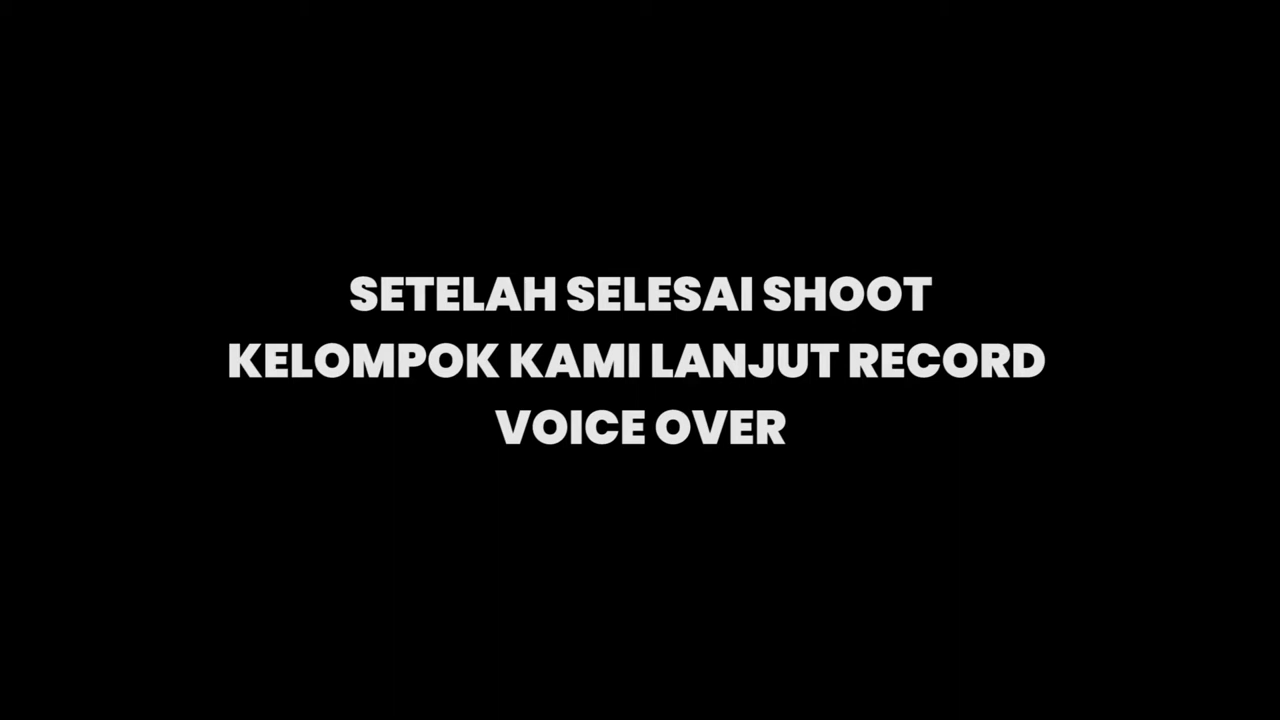 SETELAH SELESAI SHOOT
KELOMPOK KAMI LANJUT RECORD
VOICE OVER